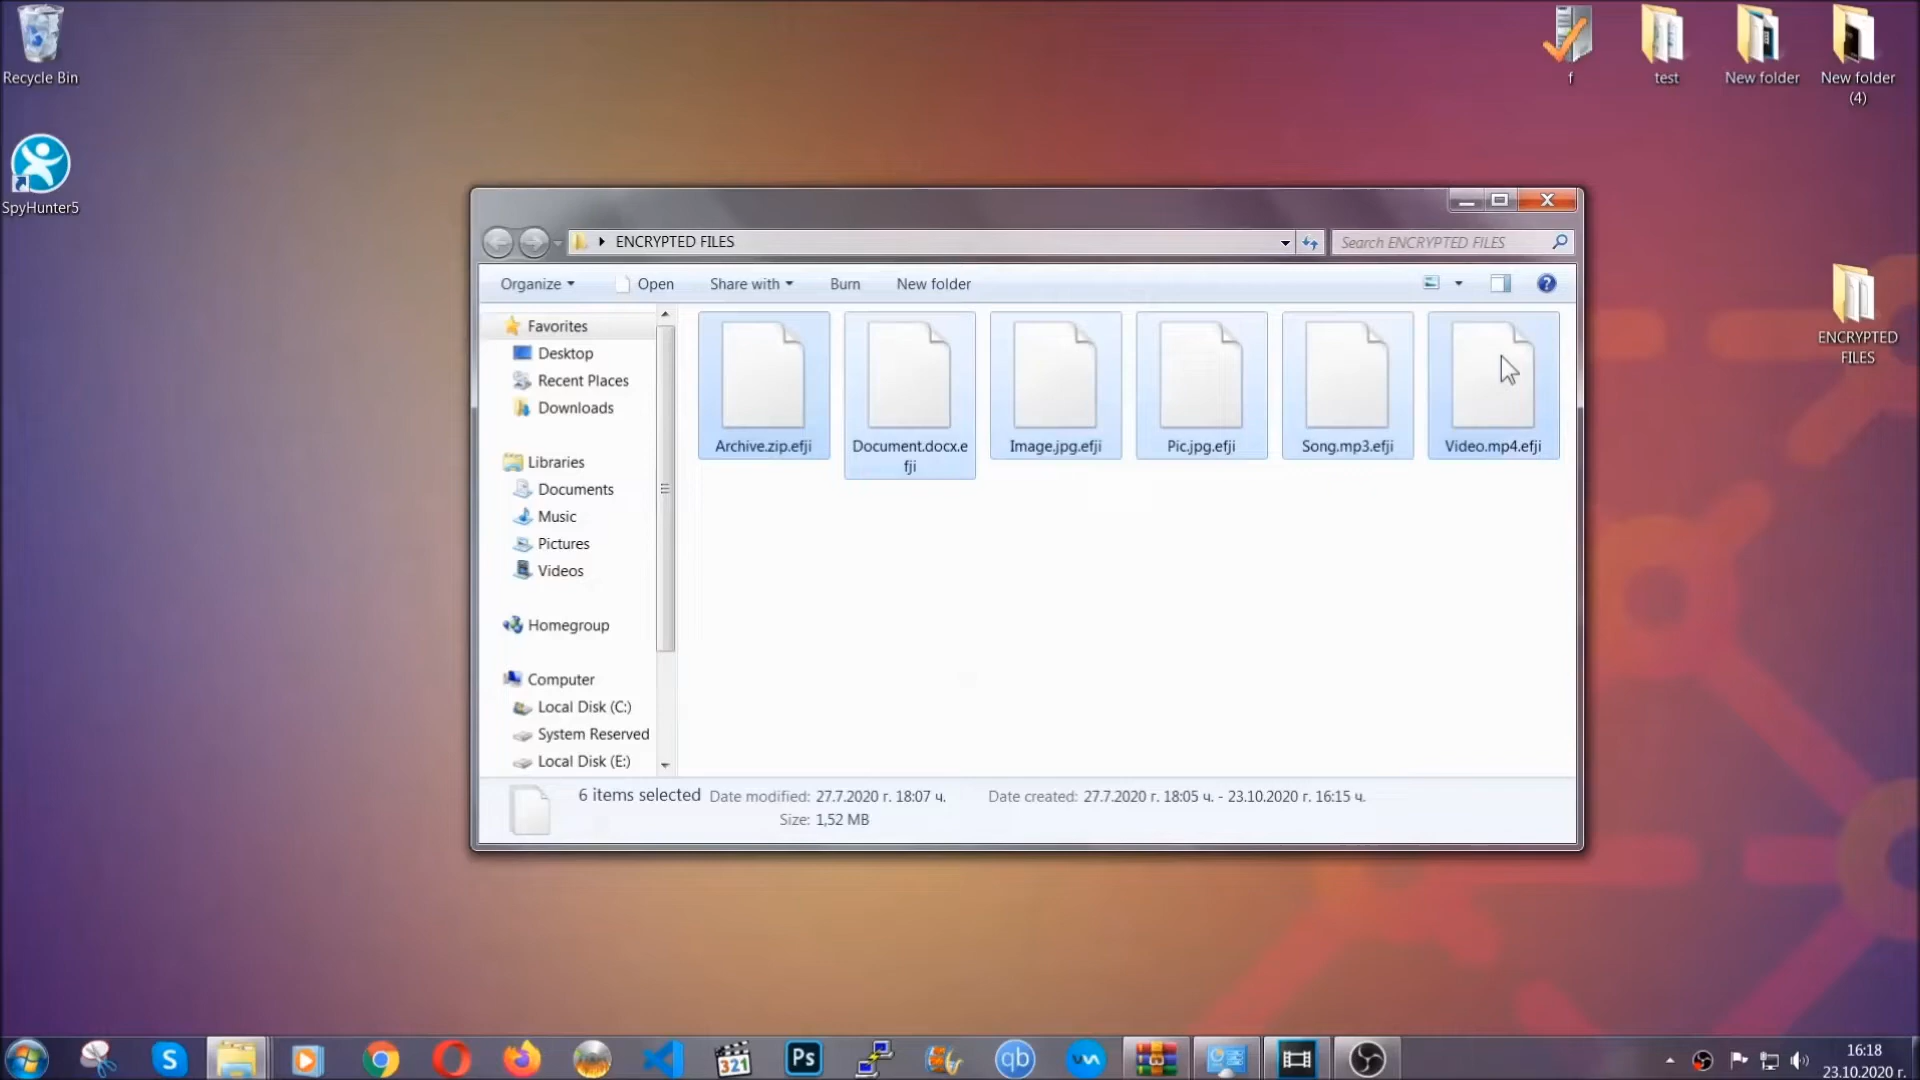 Recycle Bin
SpyHunter5
f
test
New folder
New folder
(4)
ENCRYPTED
FILES
ENCRYPTED FILES
Search ENCRYPTED FILES
Organize
Open
Share with
Burn
New folder
Favorites
Desktop
Recent Places
Downloads
Libraries
Documents
Music
Pictures
Videos
Homegroup
Computer
Local Disk (C:)
System Reserved
Local Disk (E:)
Archive.zip.efji
Document.docx.e
fji
Image.jpg.efji
Pic.jpg.efji
Song.mp3.efji
Video.mp4.efji
6 items selected Date modified: 27.7.2020 г. 18:07 ч. Date created: 27.7.2020 г. 18:05 ч. - 23.10.2020 г. 16:15 ч.
Size: 1,52 MB
S
321
Ps
qb
16:18
23.10.2020 г.